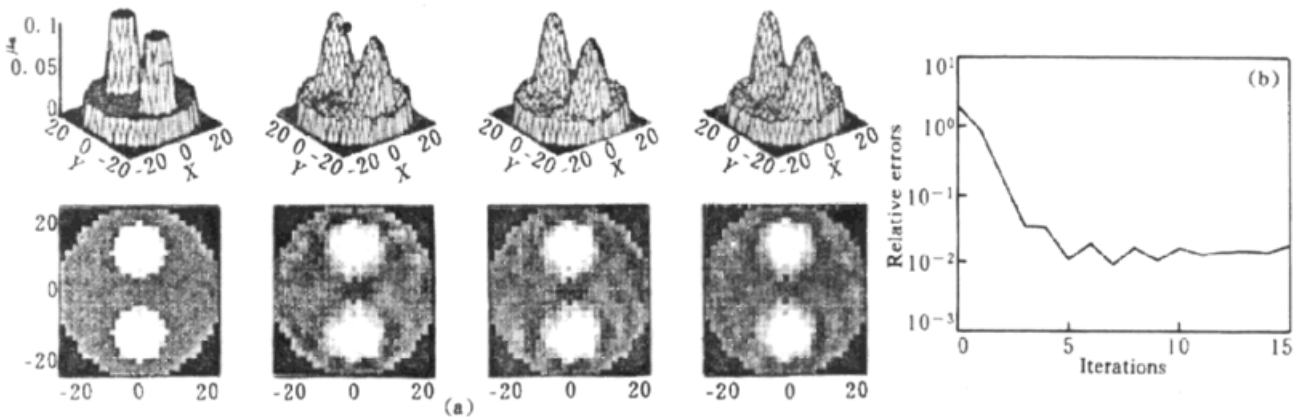 0.1
μa
0.05
0
20 0 -20 Y -20 0 20 X
20 0 -20 Y -20 0 20 X
20 0 -20 Y -20 0 20 X
20 0 -20 Y -20 0 20 X
20
0
-20
-20 0 20
-20 0 20
-20 0 20
-20 0 20
(a)
(b)
Relative errors
10¹
10⁰
10⁻¹
10⁻²
10⁻³
0 5 10 15
Iterations